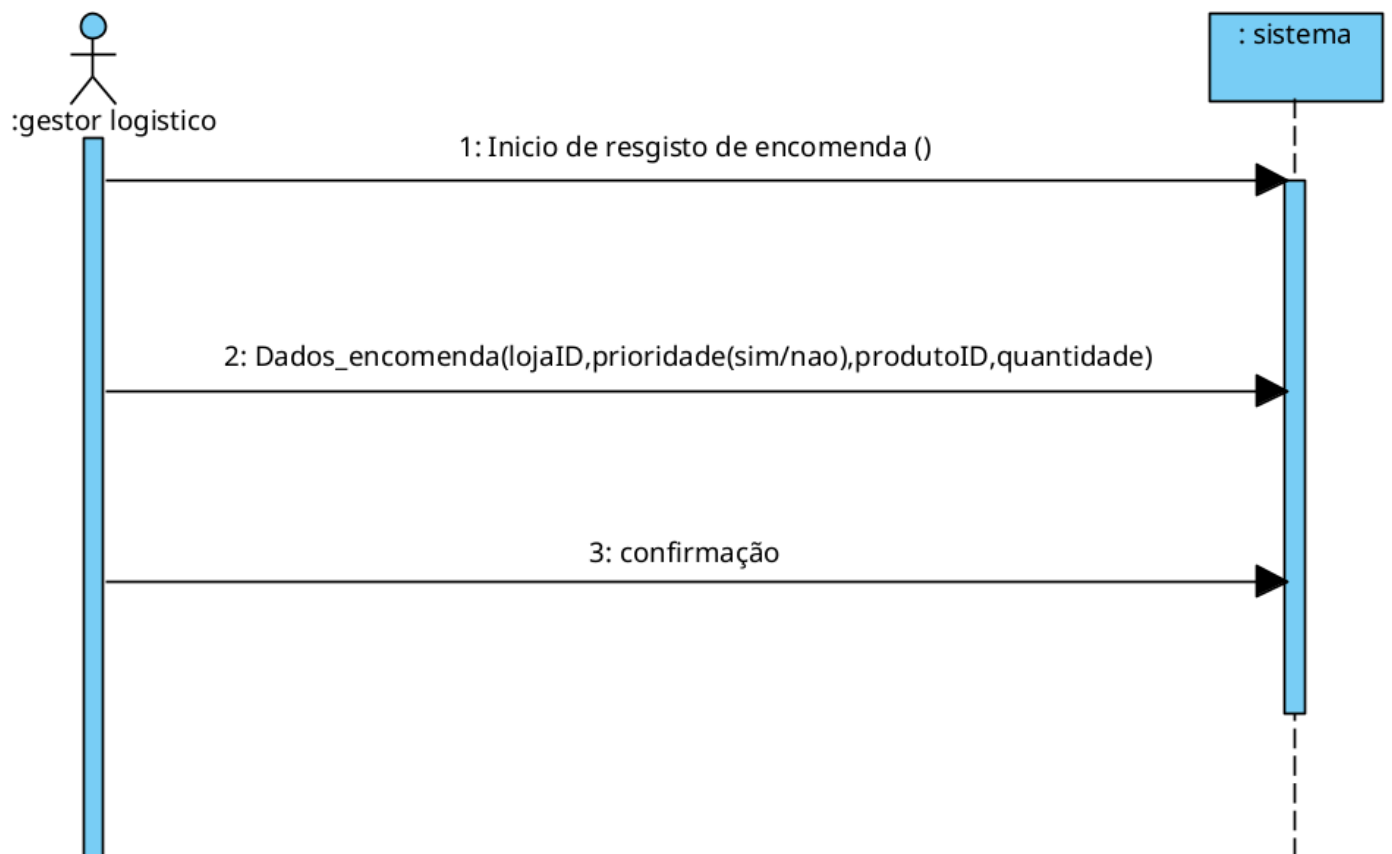 : sistema
:gestor logistico
1: Inicio de resgisto de encomenda ()
2: Dados_encomenda(lojaID,prioridade(sim/nao),produtoID,quantidade)
3: confirmação